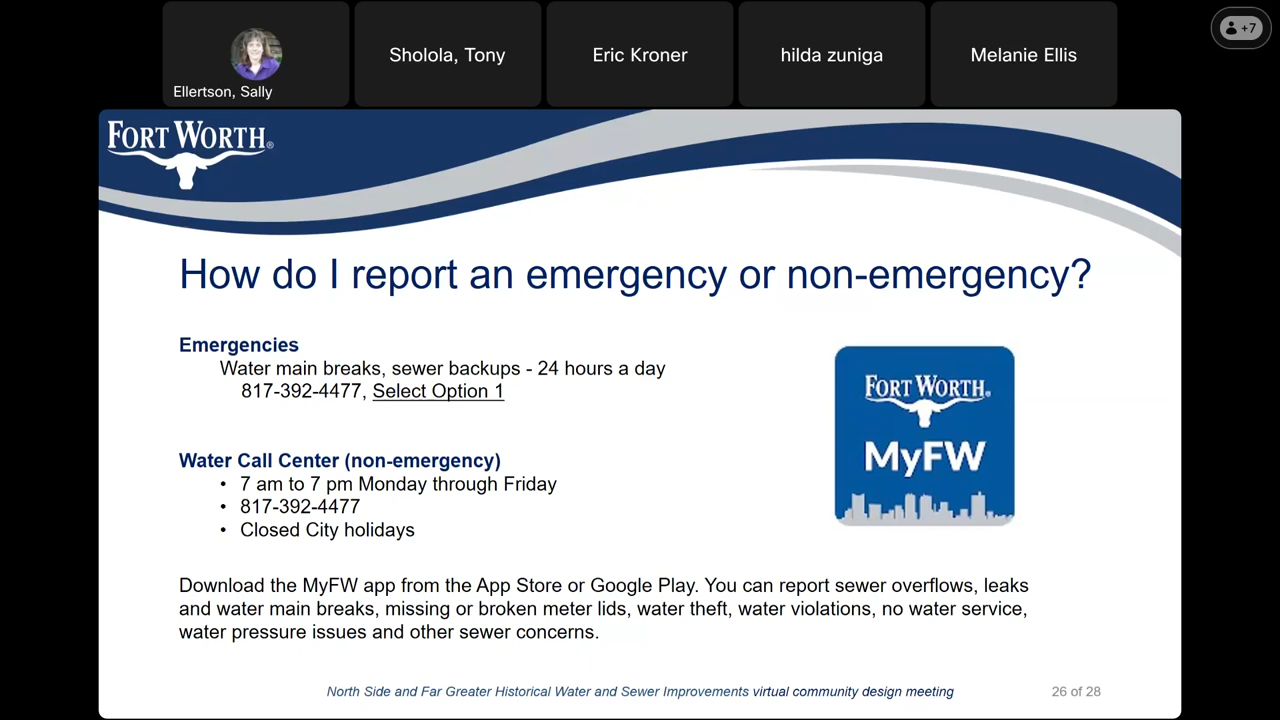 Ellertson, Sally
Sholola, Tony
Eric Kroner
hilda zuniga
Melanie Ellis
+7
FORT WORTH®
How do I report an emergency or non-emergency?
Emergencies
Water main breaks, sewer backups - 24 hours a day
817-392-4477, Select Option 1
Water Call Center (non-emergency)
• 7 am to 7 pm Monday through Friday
• 817-392-4477
• Closed City holidays
FORT WORTH®
MyFW
Download the MyFW app from the App Store or Google Play. You can report sewer overflows, leaks
and water main breaks, missing or broken meter lids, water theft, water violations, no water service,
water pressure issues and other sewer concerns.
North Side and Far Greater Historical Water and Sewer Improvements virtual community design meeting
26 of 28